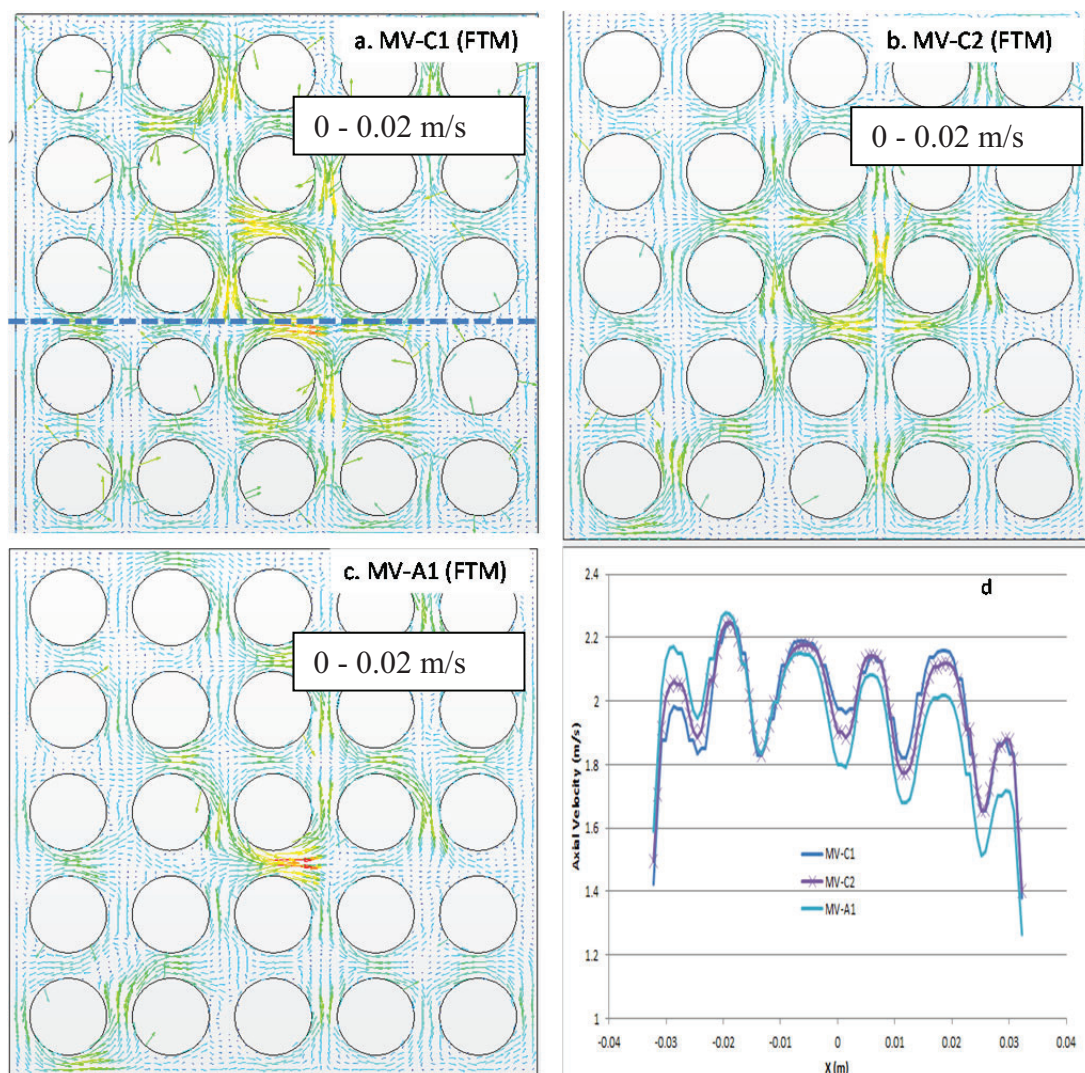 a. MV-C1 (FTM)
0 - 0.02 m/s
b. MV-C2 (FTM)
0 - 0.02 m/s
c. MV-A1 (FTM)
0 - 0.02 m/s
d
2.4
2.2
2
1.8
1.6
1.4
1.2
1
Axial Velocity (m/s)
MV-C1
MV-C2
MV-A1
-0.04
-0.03
-0.02
-0.01
0
0.01
0.02
0.03
0.04
X (m)